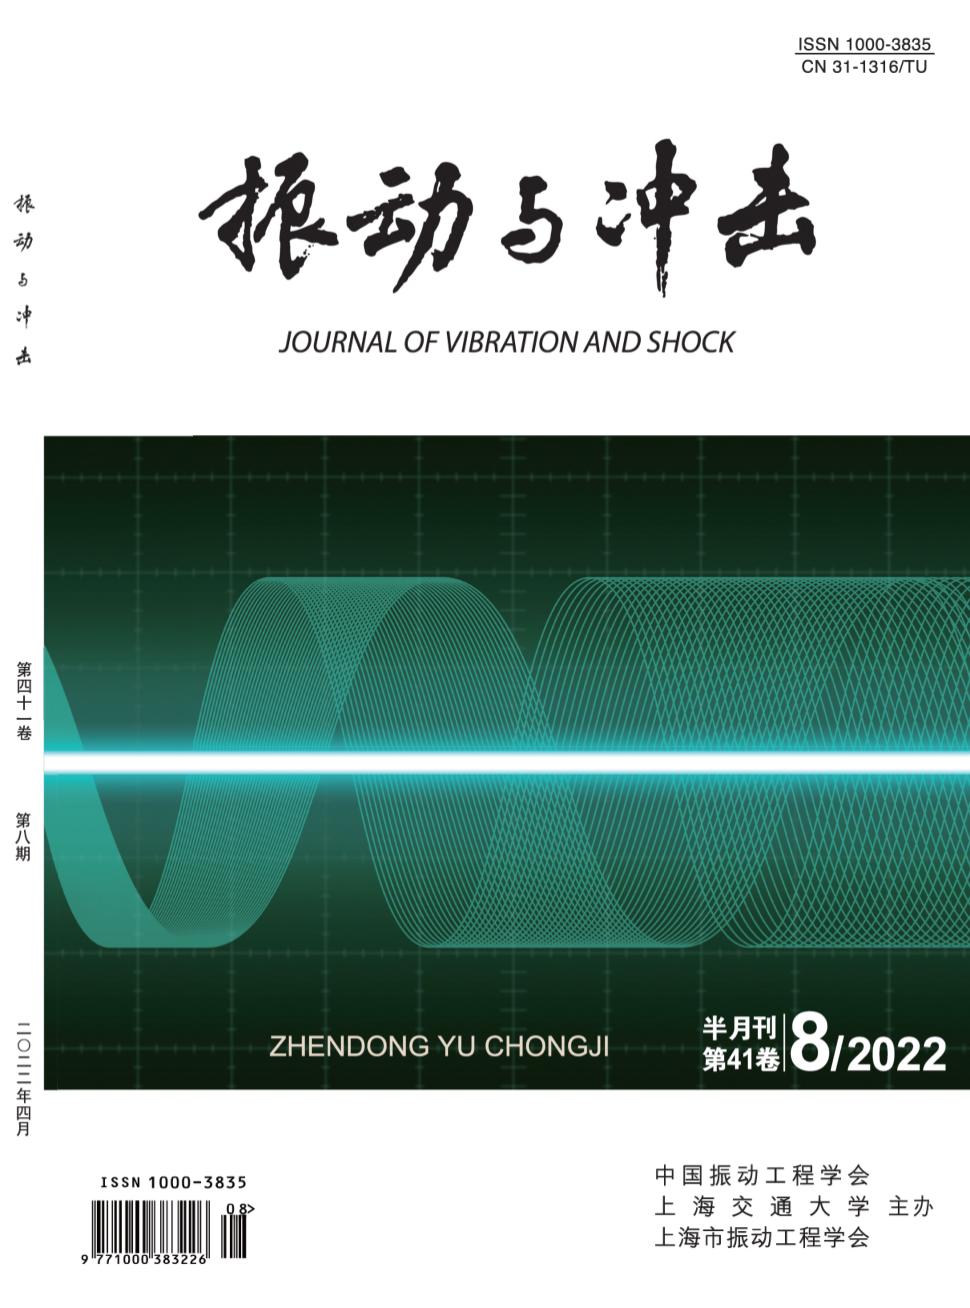 ISSN 1000-3835
CN 31-1316/TU
振动与冲击
JOURNAL OF VIBRATION AND SHOCK
振动与冲击
第四十一卷
第八期
二〇二二年四月
ZHENDONG YU CHONGJI
半月刊
第41卷
8/2022
ISSN 1000-3835
08>
9 771000 383226
中国振动工程学会
上海交通大学 主办
上海市振动工程学会